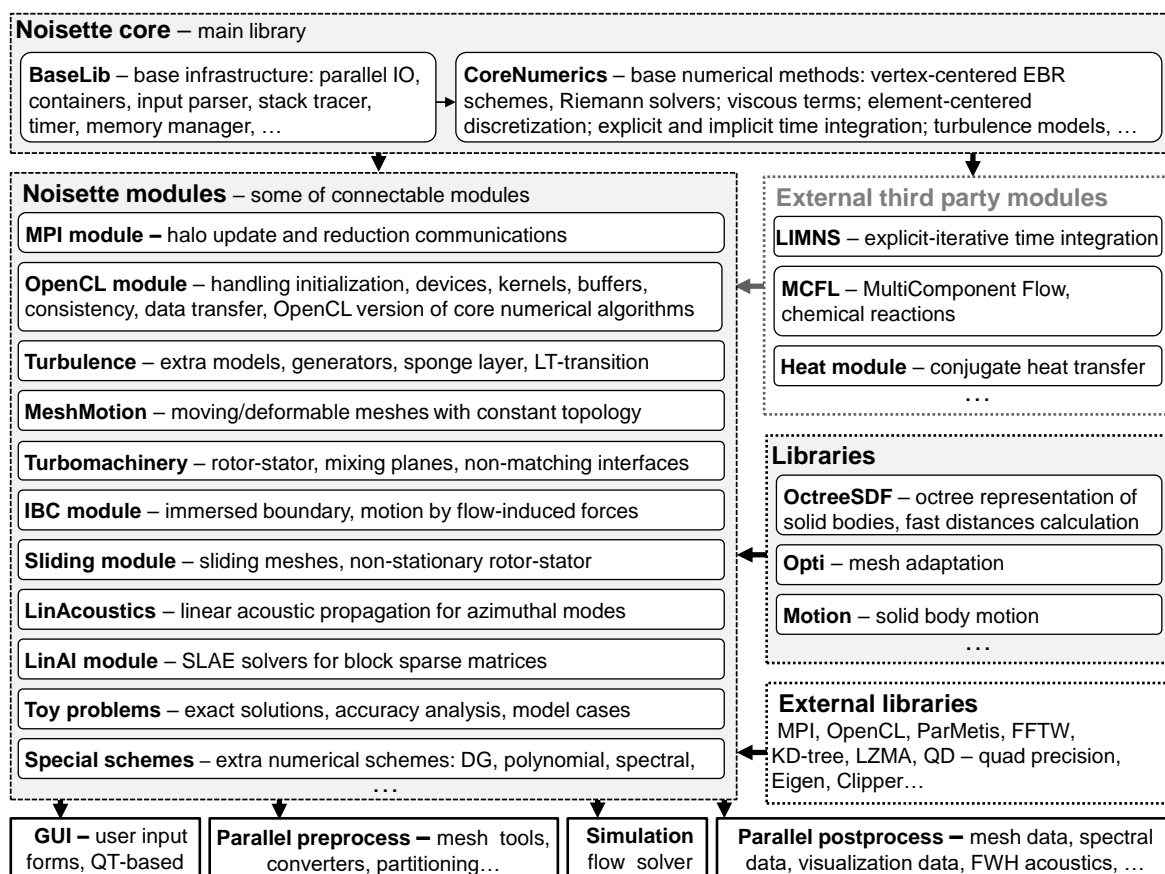 Noisette core – main library
BaseLib – base infrastructure: parallel IO,
containers, input parser, stack tracer,
timer, memory manager, …
CoreNumerics – base numerical methods: vertex-centered EBR
schemes, Riemann solvers; viscous terms; element-centered
discretization; explicit and implicit time integration; turbulence models, …
Noisette modules – some of connectable modules
MPI module – halo update and reduction communications
OpenCL module – handling initialization, devices, kernels, buffers,
consistency, data transfer, OpenCL version of core numerical algorithms
Turbulence – extra models, generators, sponge layer, LT-transition
MeshMotion – moving/deformable meshes with constant topology
Turbomachinery – rotor-stator, mixing planes, non-matching interfaces
IBC module – immersed boundary, motion by flow-induced forces
Sliding module – sliding meshes, non-stationary rotor-stator
LinAcoustics – linear acoustic propagation for azimuthal modes
LinAl module – SLAE solvers for block sparse matrices
Toy problems – exact solutions, accuracy analysis, model cases
Special schemes – extra numerical schemes: DG, polynomial, spectral,
...
External third party modules
LIMNS – explicit-iterative time integration
MCFL – MultiComponent Flow,
chemical reactions
Heat module – conjugate heat transfer
...
Libraries
OctreeSDF – octree representation of
solid bodies, fast distances calculation
Opti – mesh adaptation
Motion – solid body motion
...
External libraries
MPI, OpenCL, ParMetis, FFTW,
KD-tree, LZMA, QD – quad precision,
Eigen, Clipper…
GUI – user input
forms, QT-based
Parallel preprocess – mesh tools,
converters, partitioning…
Simulation
flow solver
Parallel postprocess – mesh data, spectral
data, visualization data, FWH acoustics, …